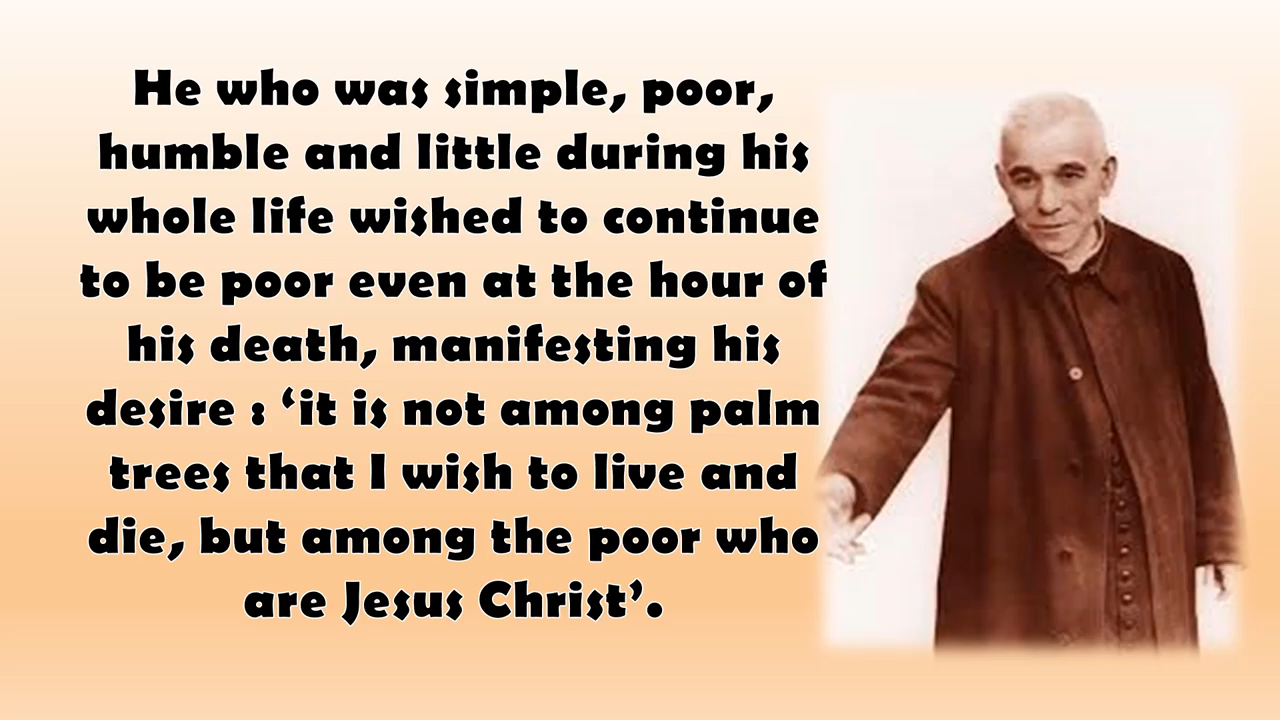 He who was simple, poor,
humble and little during his
whole life wished to continue
to be poor even at the hour of
his death, manifesting his
desire : ‘it is not among palm
trees that I wish to live and
die, but among the poor who
are Jesus Christ’.